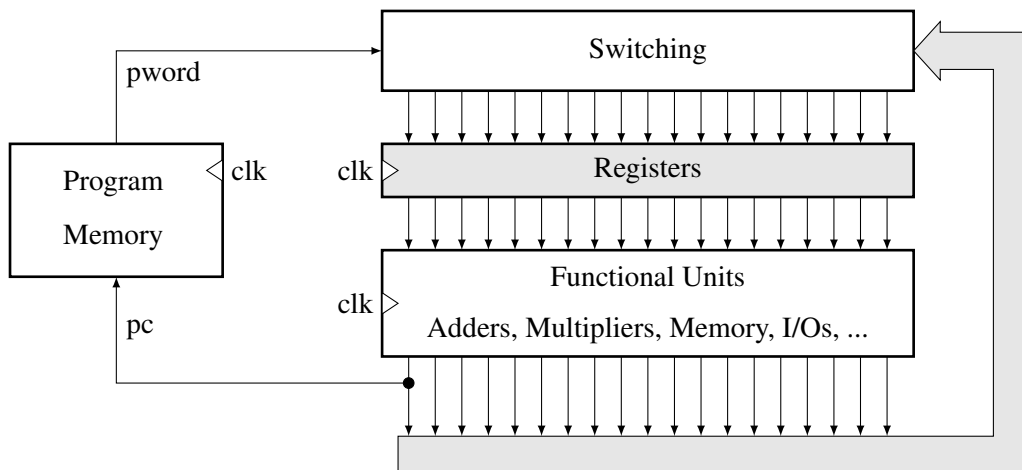 Switching
pword
clk
clk
Registers
Program
Memory
Functional Units
clk
Adders, Multipliers, Memory, I/Os, ...
pc